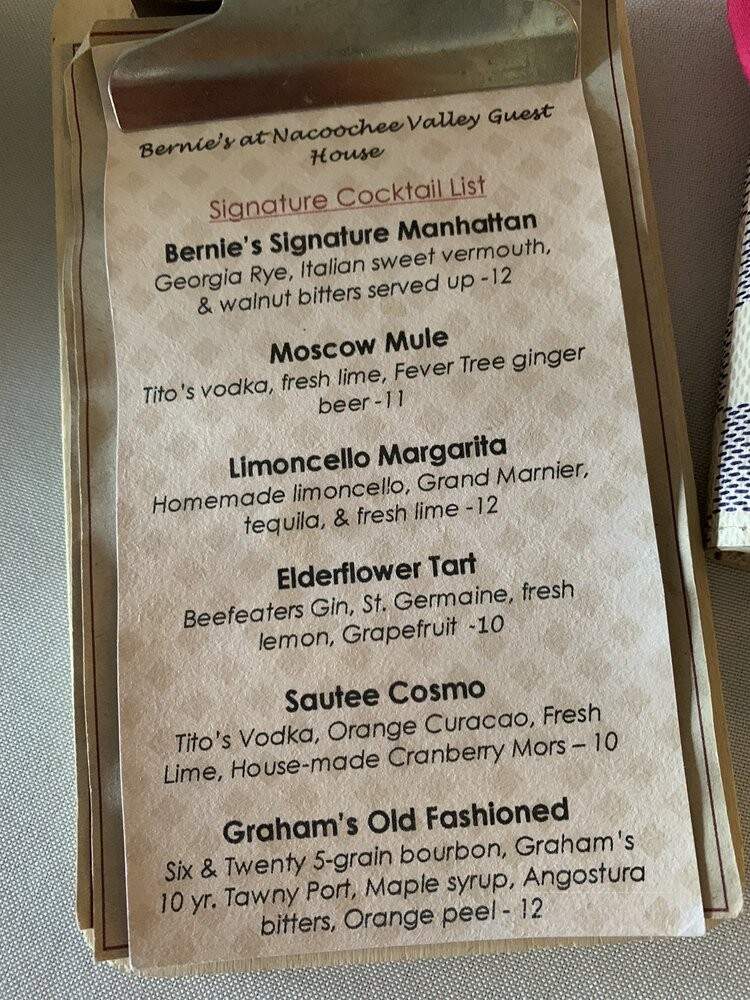 Bernie's at Nacoochee Valley Guest
House
Signature Cocktail List
Bernie's Signature Manhattan
Georgia Rye, Italian sweet vermouth,
& walnut bitters served up -12
Moscow Mule
Tito's vodka, fresh lime, Fever Tree ginger
beer -11
Limoncello Margarita
Homemade limoncello, Grand Marnier,
tequila, & fresh lime -12
Elderflower Tart
Beefeaters Gin, St. Germaine, fresh
lemon, Grapefruit -10
Sautee Cosmo
Tito's Vodka, Orange Curacao, Fresh
Lime, House-made Cranberry Mors – 10
Graham's Old Fashioned
Six & Twenty 5-grain bourbon, Graham's
10 yr. Tawny Port, Maple syrup, Angostura
bitters, Orange peel - 12